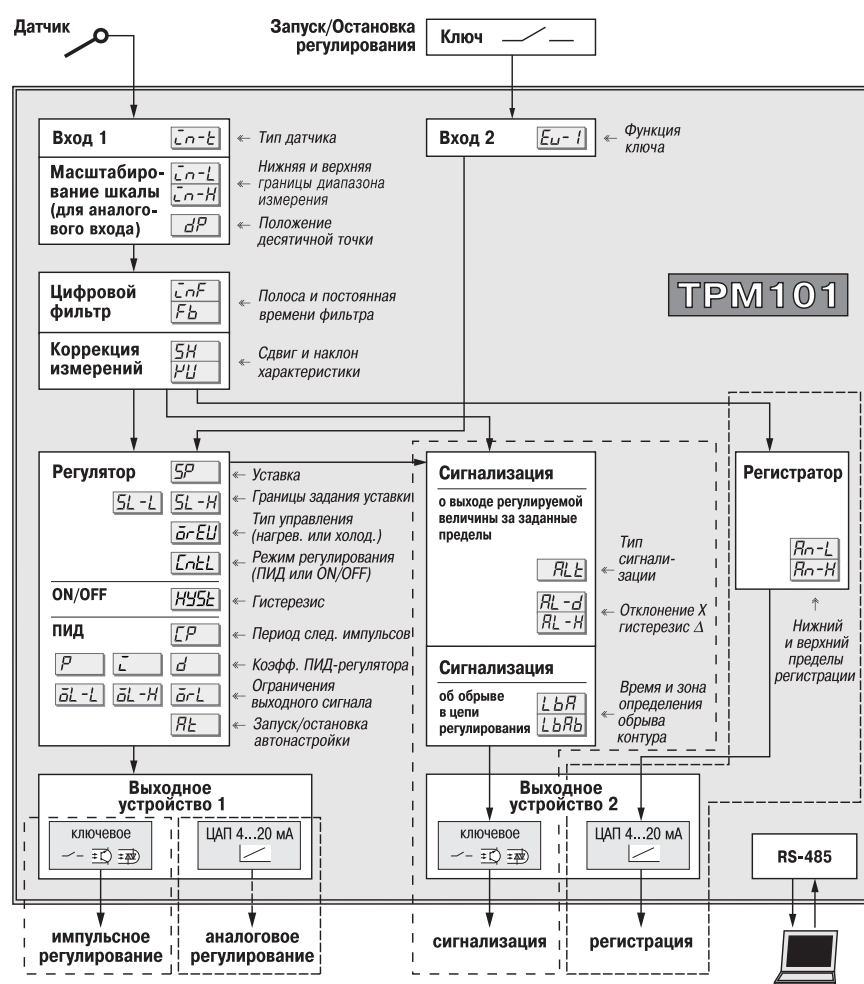 Датчик
Запуск/Остановка
регулирования
Ключ
Вход 1
in-t
Тип датчика
Масштабиро-
вание шкалы
(для аналого-
вого входа)
in-L
in-H
Нижняя и верхняя
границы диапазона
измерения
dP
Положение
десятичной точки
Вход 2
Ev-1
Функция
ключа
Цифровой
фильтр
inF
Fb
Полоса и постоянная
времени фильтра
ТРМ101
Коррекция
измерений
SH
KU
Сдвиг и наклон
характеристики
Регулятор
SP
Уставка
SL-L SL-H
Границы задания уставки
orEU
Тип управления
(нагрев. или холод.)
CntL
Режим регулирования
(ПИД или ON/OFF)
ON/OFF
HYSt
Гистерезис
ПИД
CP
Период след. импульсов
P i d
Коэфф. ПИД-регулятора
oL-L oL-H orL
Ограничения
выходного сигнала
At
Запуск/остановка
автонастройки
Сигнализация
о выходе регулируемой
величины за заданные
пределы
ALt
Тип
сигнали-
зации
AL-d
AL-H
Отклонение X
гистерезис Δ
Сигнализация
об обрыве
в цепи
регулирования
LbA
LbAb
Время и зона
определения
обрыва
контура
Регистратор
An-L
An-H
Нижний
и верхний
пределы
регистрации
Выходное
устройство 1
ключевое
ЦАП 4...20 мА
Выходное
устройство 2
ключевое
ЦАП 4...20 мА
RS-485
импульсное
регулирование
аналоговое
регулирование
сигнализация
регистрация